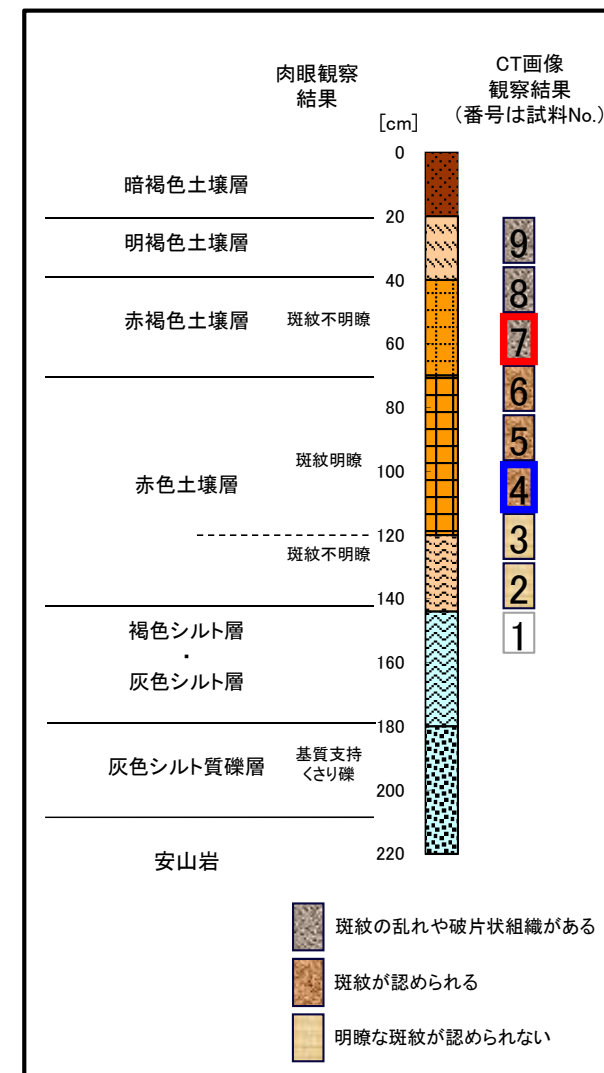 肉眼観察
結果
CT画像
観察結果
(番号は試料No.)
[cm]
0
暗褐色土壌層
20
明褐色土壌層
9
40
8
赤褐色土壌層
斑紋不明瞭
60
7
6
80
5
斑紋明瞭
100
赤色土壌層
4
120
3
斑紋不明瞭
2
140
褐色シルト層
・
灰色シルト層
1
160
180
灰色シルト質礫層
基質支持
くさり礫
200
安山岩
220
斑紋の乱れや破片状組織がある
斑紋が認められる
明瞭な斑紋が認められない